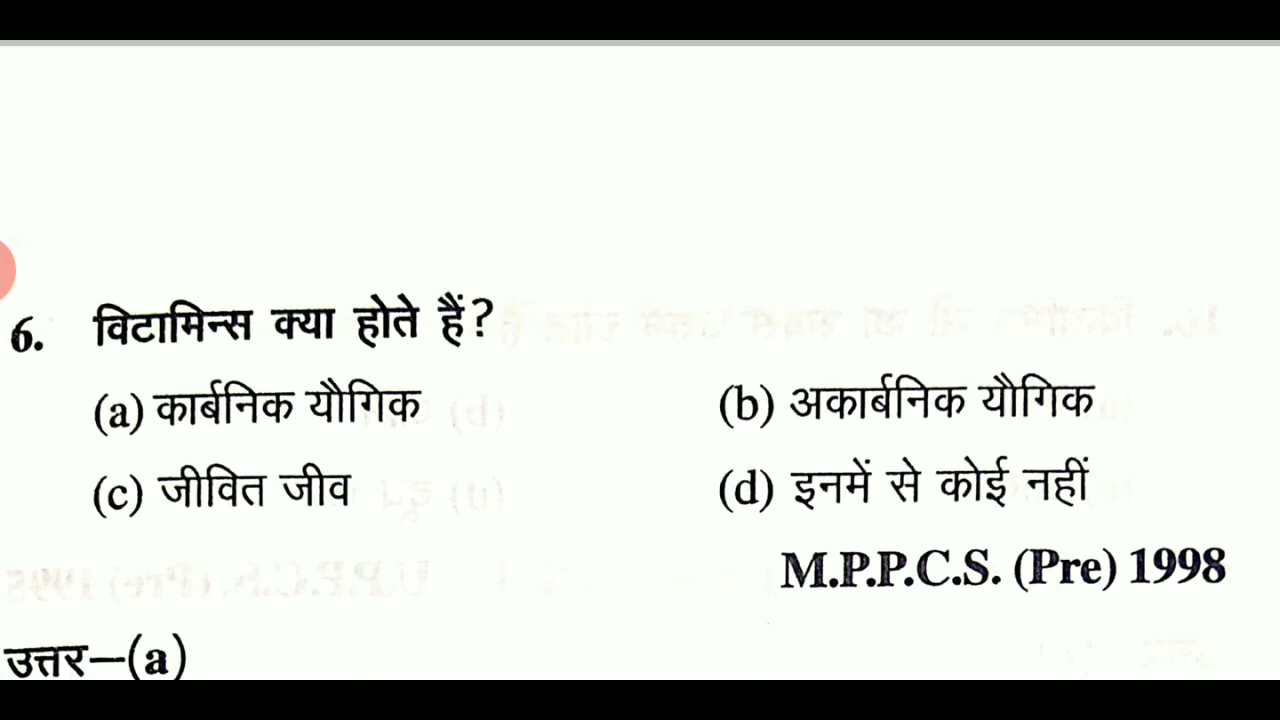 6. विटामिन्स क्या होते हैं?
(a) कार्बनिक यौगिक (b) अकार्बनिक यौगिक
(c) जीवित जीव (d) इनमें से कोई नहीं
M.P.P.C.S. (Pre) 1998
उत्तर–(a)